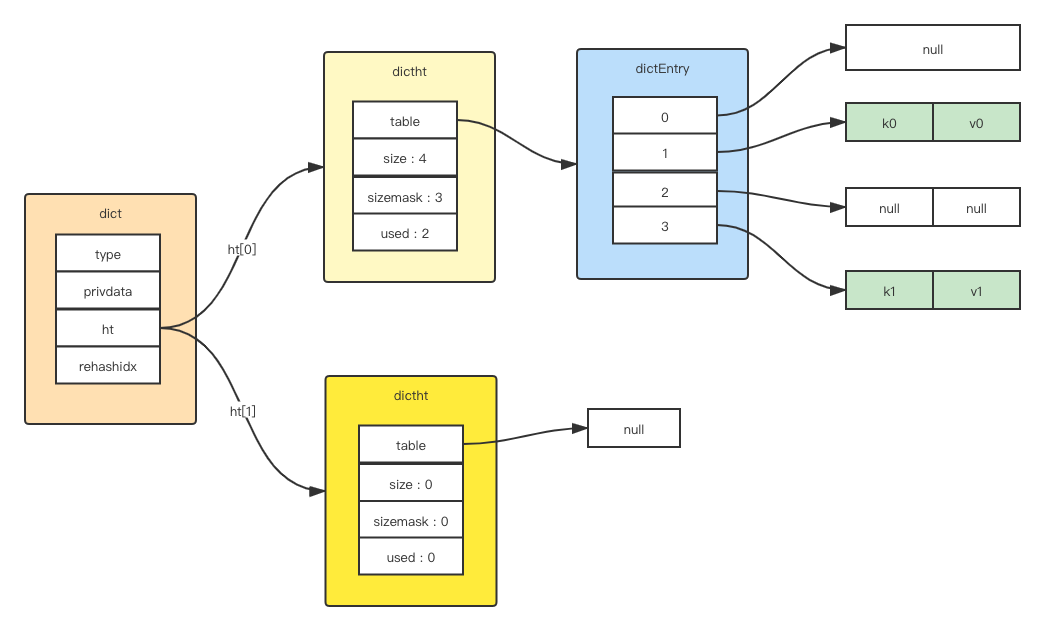 dict
type
privdata
ht
rehashidx
ht[0]
ht[1]
dictht
table
size : 4
sizemask : 3
used : 2
dictEntry
0
1
2
3
null
k0 v0
null null
k1 v1
dictht
table
size : 0
sizemask : 0
used : 0
null